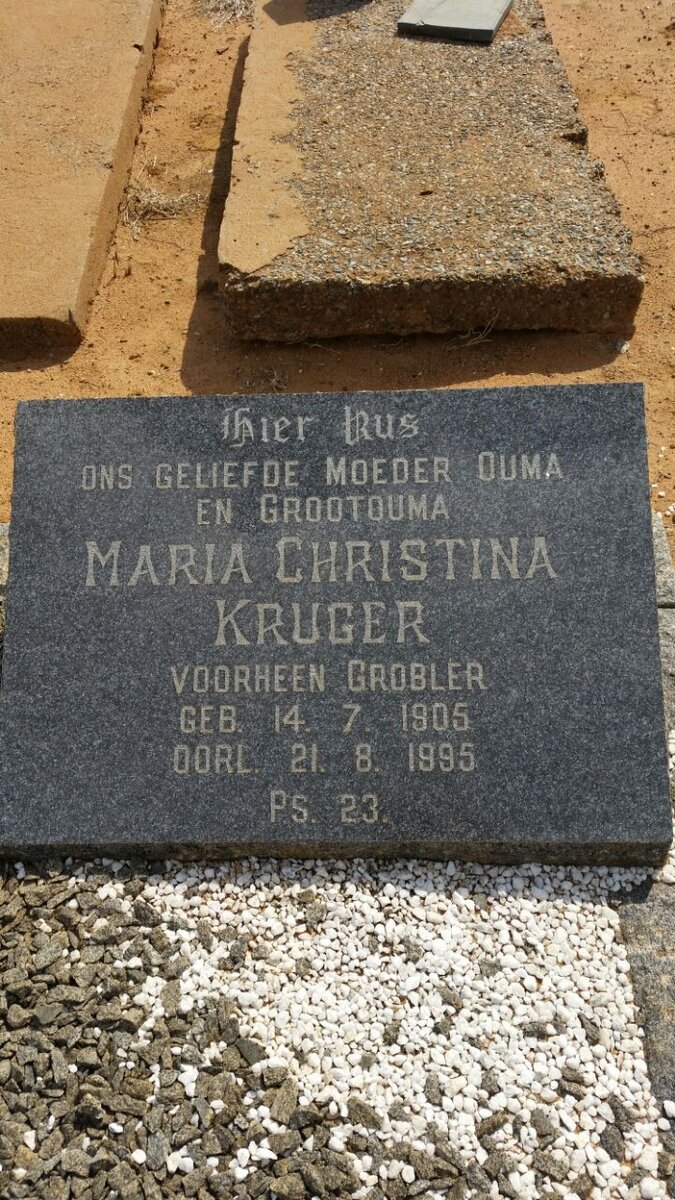 Hier Rus
ONS GELIEFDE MOEDER OUMA
EN GROOTOUMA
MARIA CHRISTINA
KRUGER
VOORHEEN GROBLER
GEB. 14. 7. 1905
OORL. 21. 8. 1995
PS. 23.